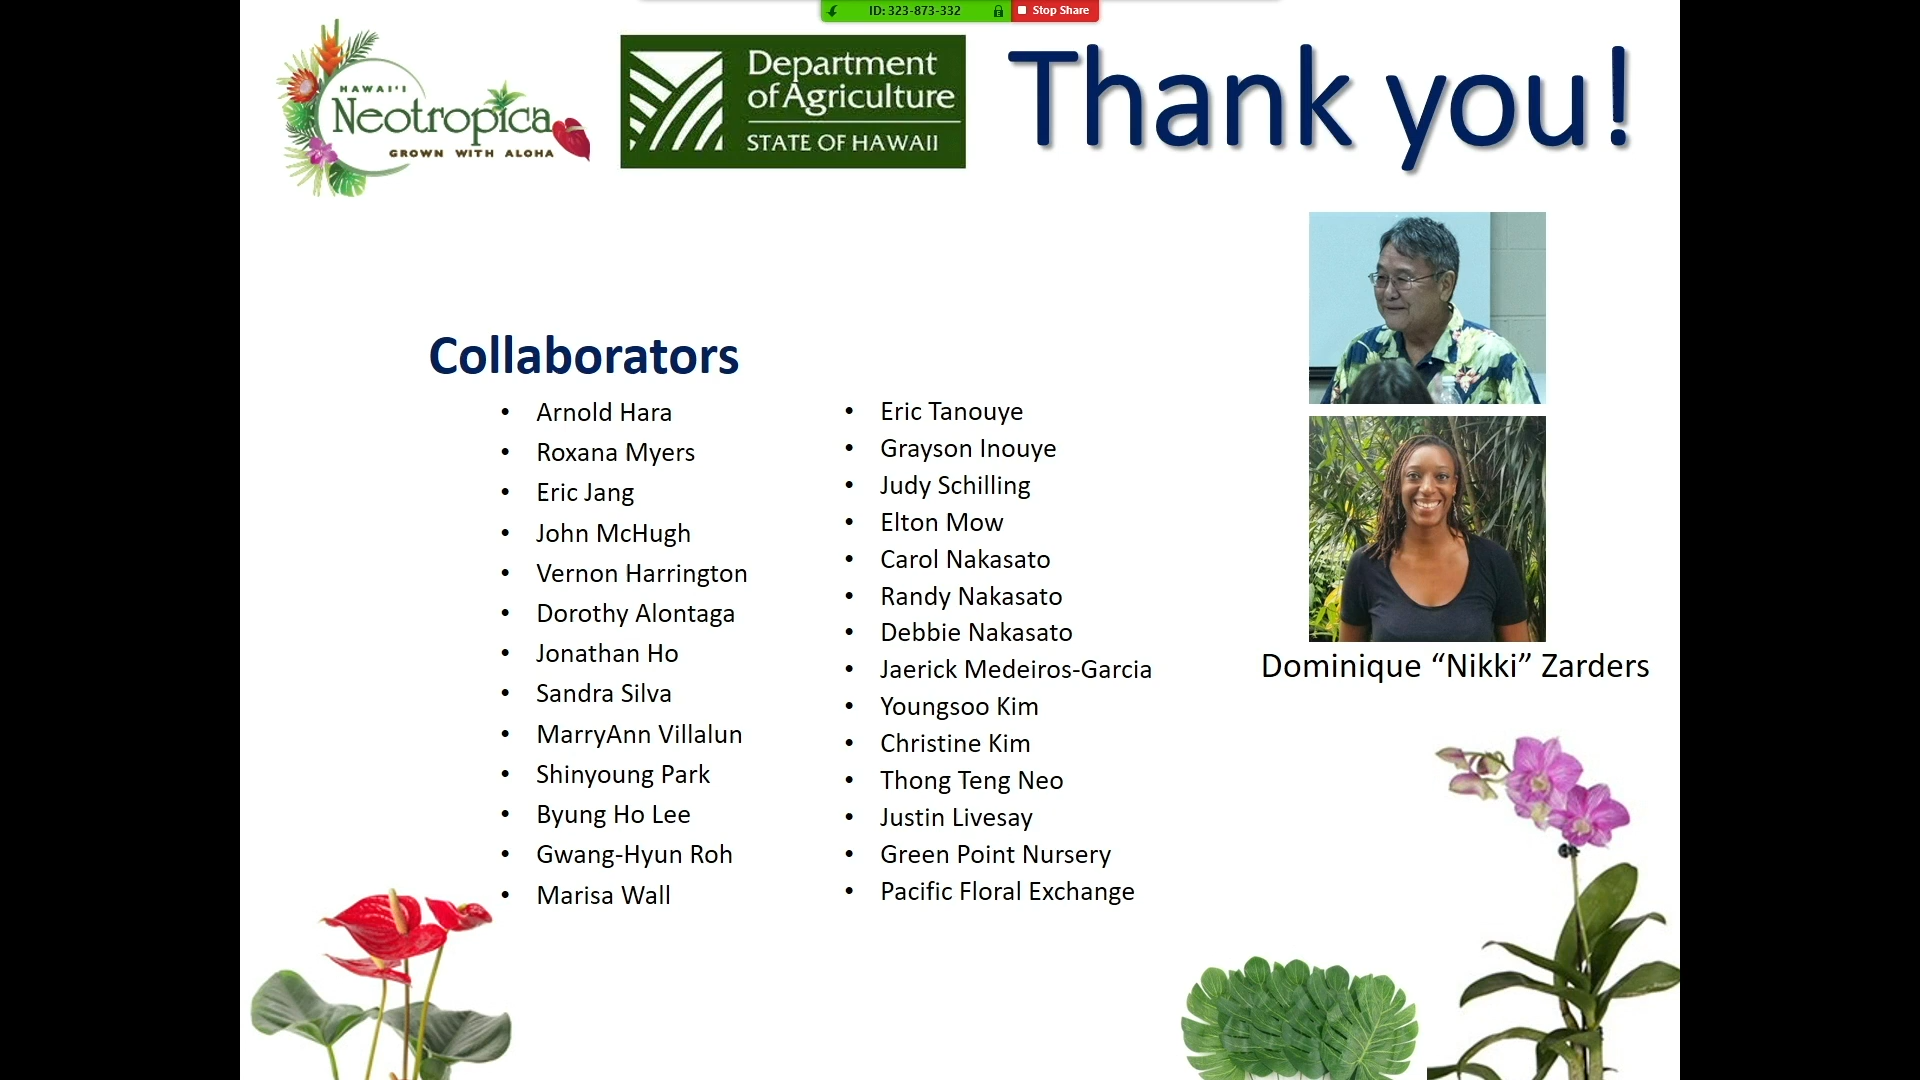 ID: 323-873-332
Stop Share
HAWAI'I
Neotropica
GROWN WITH ALOHA
Department
of Agriculture
STATE OF HAWAII
Thank you!
Collaborators
• Arnold Hara
• Roxana Myers
• Eric Jang
• John McHugh
• Vernon Harrington
• Dorothy Alontaga
• Jonathan Ho
• Sandra Silva
• MarryAnn Villalun
• Shinyoung Park
• Byung Ho Lee
• Gwang-Hyun Roh
• Marisa Wall
• Eric Tanouye
• Grayson Inouye
• Judy Schilling
• Elton Mow
• Carol Nakasato
• Randy Nakasato
• Debbie Nakasato
• Jaerick Medeiros-Garcia
• Youngsoo Kim
• Christine Kim
• Thong Teng Neo
• Justin Livesay
• Green Point Nursery
• Pacific Floral Exchange
Dominique “Nikki” Zarders